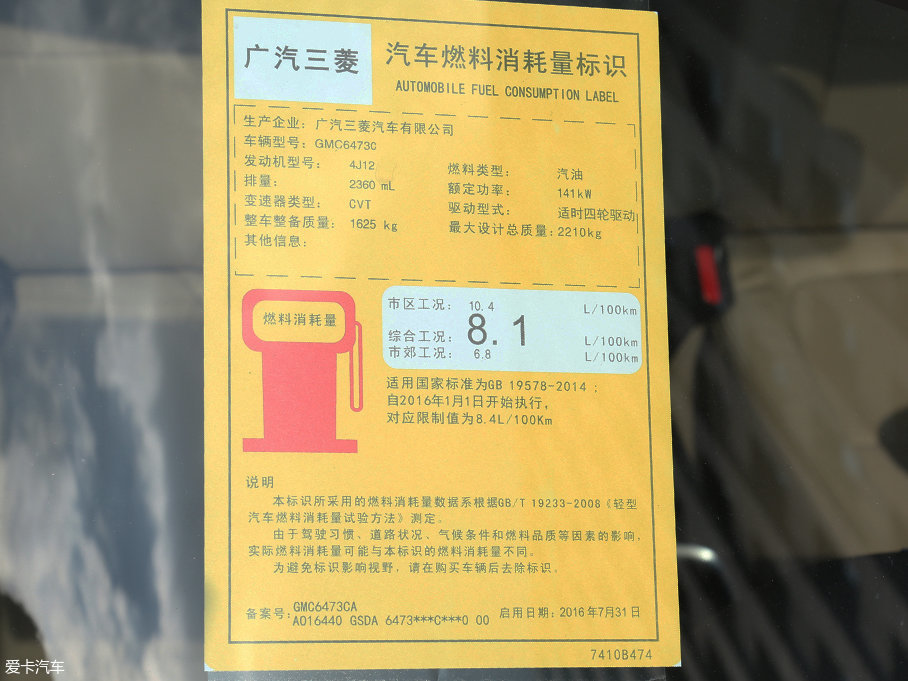 广汽三菱
汽车燃料消耗量标识
AUTOMOBILE FUEL CONSUMPTION LABEL
生产企业：广汽三菱汽车有限公司
车辆型号：GMC6473C
发动机型号： 4J12 燃料类型： 汽油
排量： 2360 mL 额定功率： 141kW
变速器类型： CVT 驱动型式： 适时四轮驱动
整车整备质量： 1625 kg 最大设计总质量：2210kg
其他信息：
燃料消耗量
市区工况： 10.4 L/100km
综合工况： 8.1 L/100km
市郊工况： 6.8 L/100km
适用国家标准为GB 19578-2014 ；
自2016年1月1日开始执行，
对应限制值为8.4L/100Km
说明
本标识所采用的燃料消耗量数据系根据GB/T 19233-2008《轻型
汽车燃料消耗量试验方法》测定。
由于驾驶习惯、道路状况、气候条件和燃料品质等因素的影响，
实际燃料消耗量可能与本标识的燃料消耗量不同。
为避免标识影响视野，请在购买车辆后去除标识。
备案号：GMC6473CA
A016440 GSDA 6473***C***0 00 启用日期：2016年7月31日
7410B474
爱卡汽车